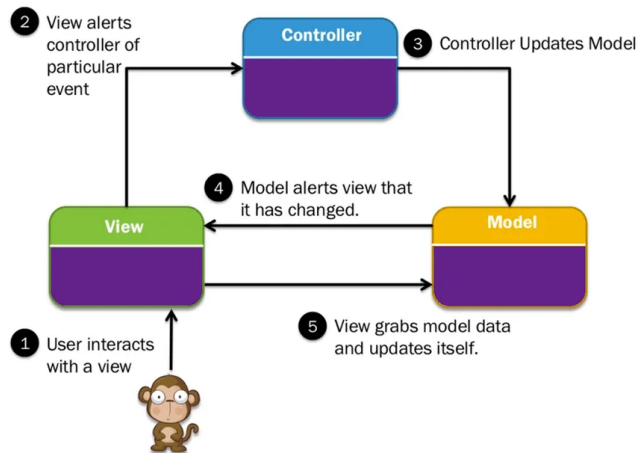 2
View alerts
controller of
particular
event
Controller
3
Controller Updates Model
4
Model alerts view that
it has changed.
View
Model
5
View grabs model data
and updates itself.
1
User interacts
with a view